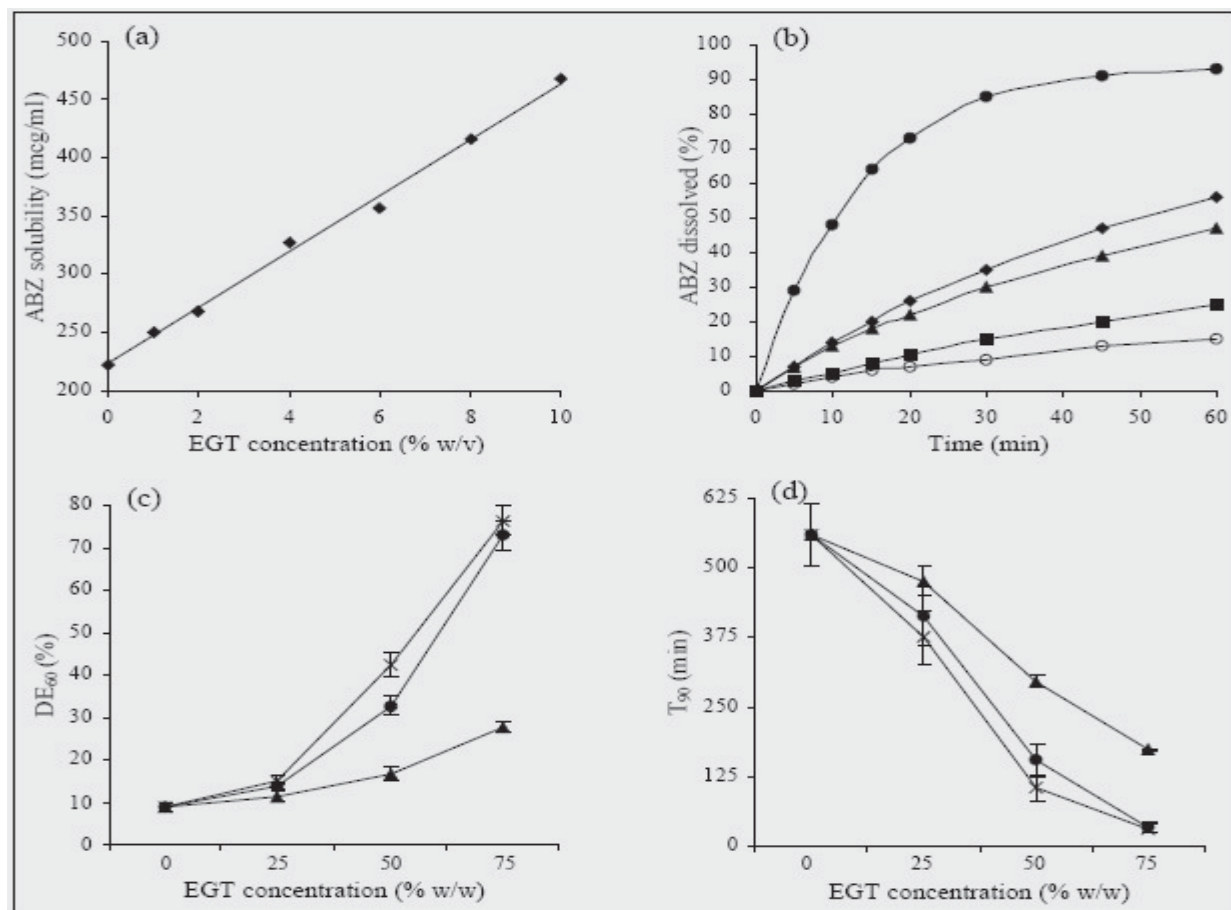 (a)
ABZ solubility (mcg/ml)
500
450
400
350
300
250
200
0 2 4 6 8 10
EGT concentration (% w/v)
(b)
ABZ dissolved (%)
100
90
80
70
60
50
40
30
20
10
0
0 10 20 30 40 50 60
Time (min)
(c)
DE60 (%)
80
70
60
50
40
30
20
10
0
0 25 50 75
EGT concentration (% w/w)
(d)
T90 (min)
625
500
375
250
125
0
0 25 50 75
EGT concentration (% w/w)